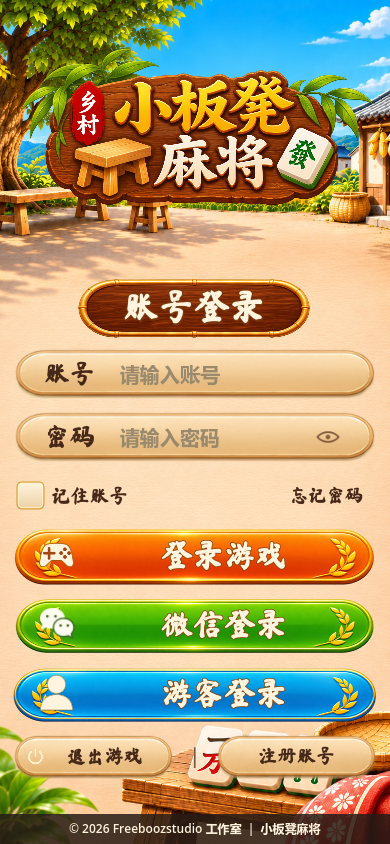 乡村
小板凳
麻将
發
账号登录
账号 请输入账号
密码 请输入密码
记住账号 忘记密码
登录游戏
微信登录
游客登录
退出游戏 注册账号
一万
© 2026 Freeboozstudio 工作室 | 小板凳麻将